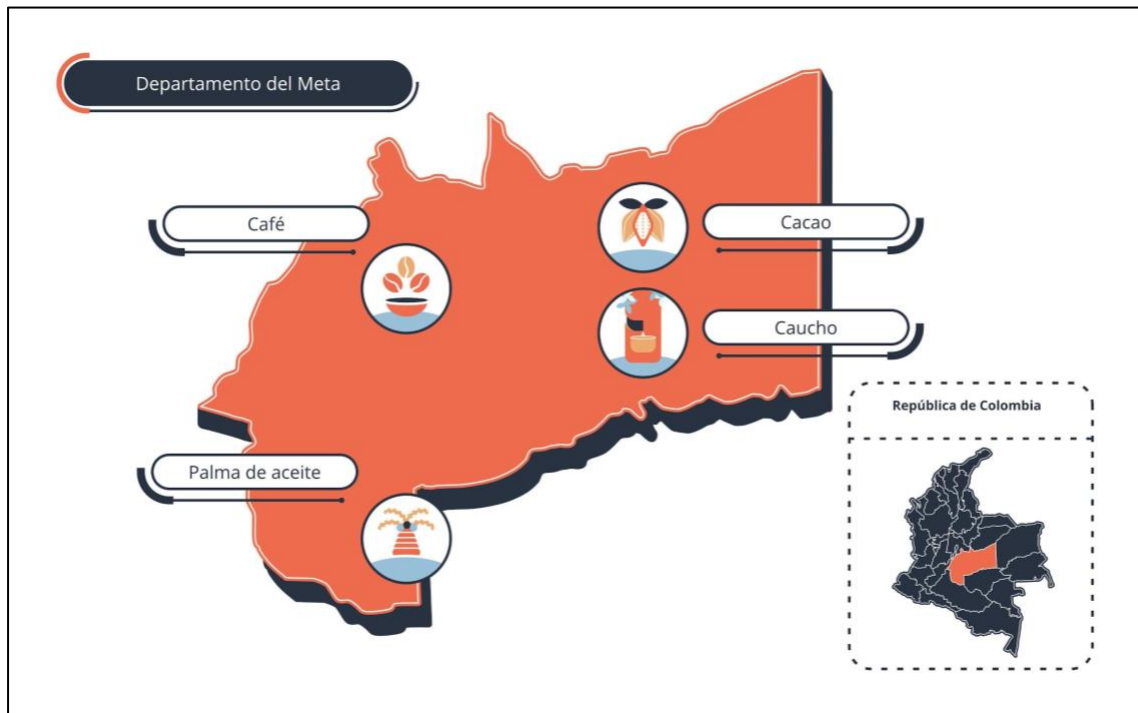 Departamento del Meta
Café
Cacao
Caucho
República de Colombia
Palma de aceite